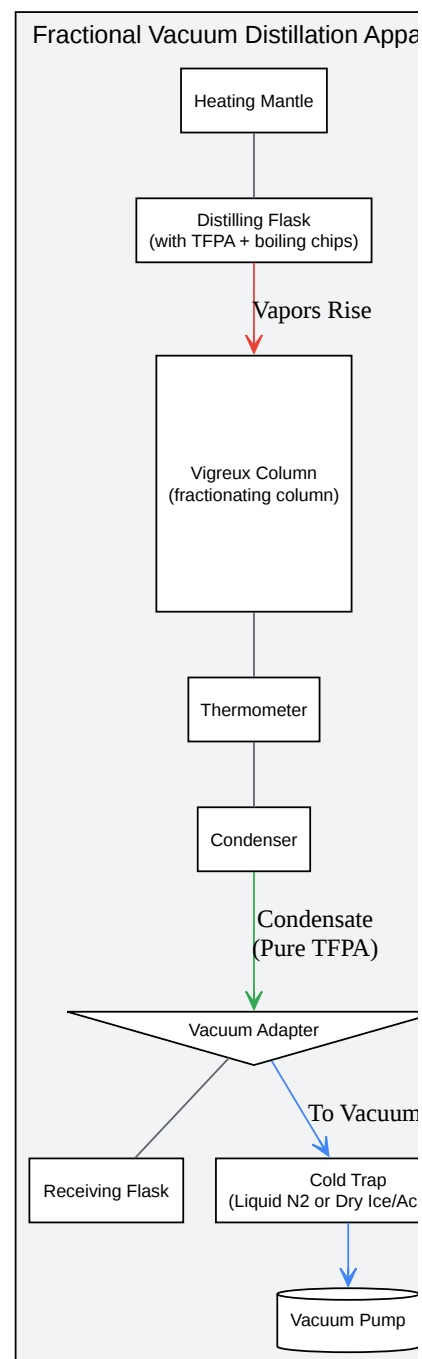 Fractional Vacuum Distillation Appa
Heating Mantle
Distilling Flask
(with TFPA + boiling chips)
Vapors Rise
Vigreux Column
(fractionating column)
Thermometer
Condenser
Condensate
(Pure TFPA)
Vacuum Adapter
To Vacuum
Receiving Flask
Cold Trap
(Liquid N2 or Dry Ice/Ac
Vacuum Pump